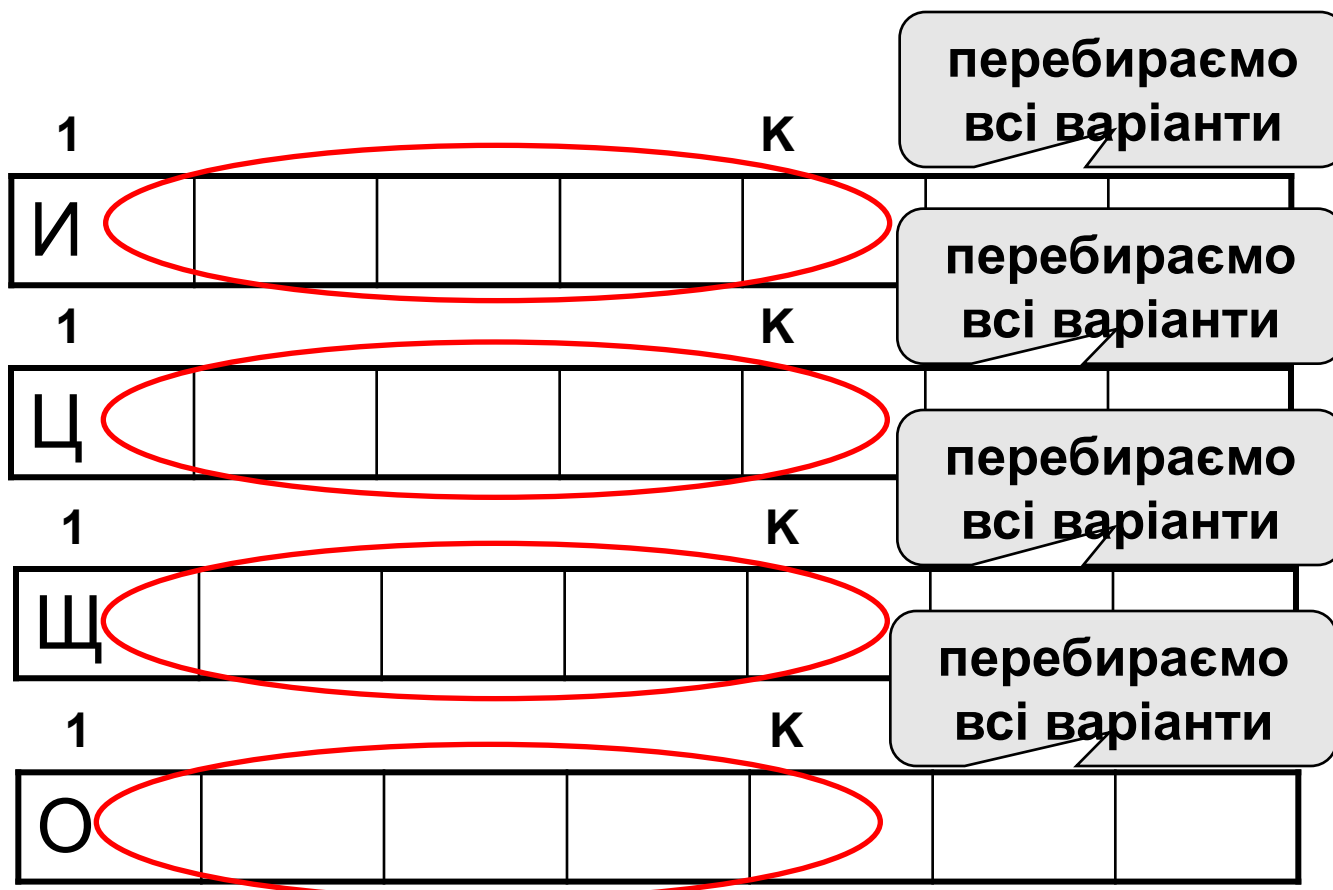 перебираємо
всі варіанти
1 К
И
перебираємо
всі варіанти
1 К
Ц
перебираємо
всі варіанти
1 К
Щ
перебираємо
всі варіанти
1 К
О